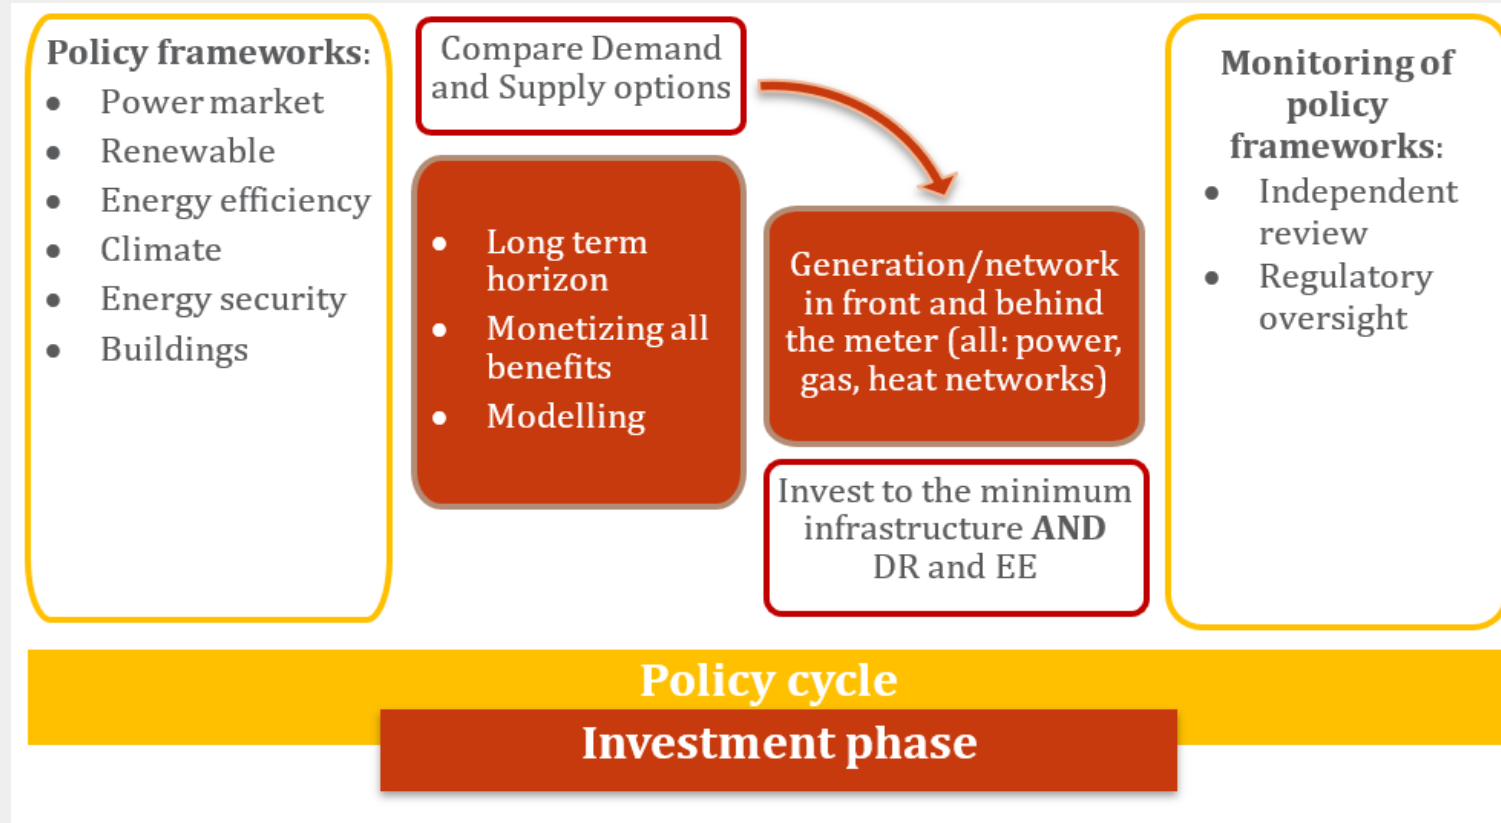 Policy frameworks:
• Power market
• Renewable
• Energy efficiency
• Climate
• Energy security
• Buildings
Compare Demand
and Supply options
• Long term
horizon
• Monetizing all
benefits
• Modelling
Generation/network
in front and behind
the meter (all: power,
gas, heat networks)
Invest to the minimum
infrastructure AND
DR and EE
Monitoring of
policy
frameworks:
• Independent
review
• Regulatory
oversight
Policy cycle
Investment phase